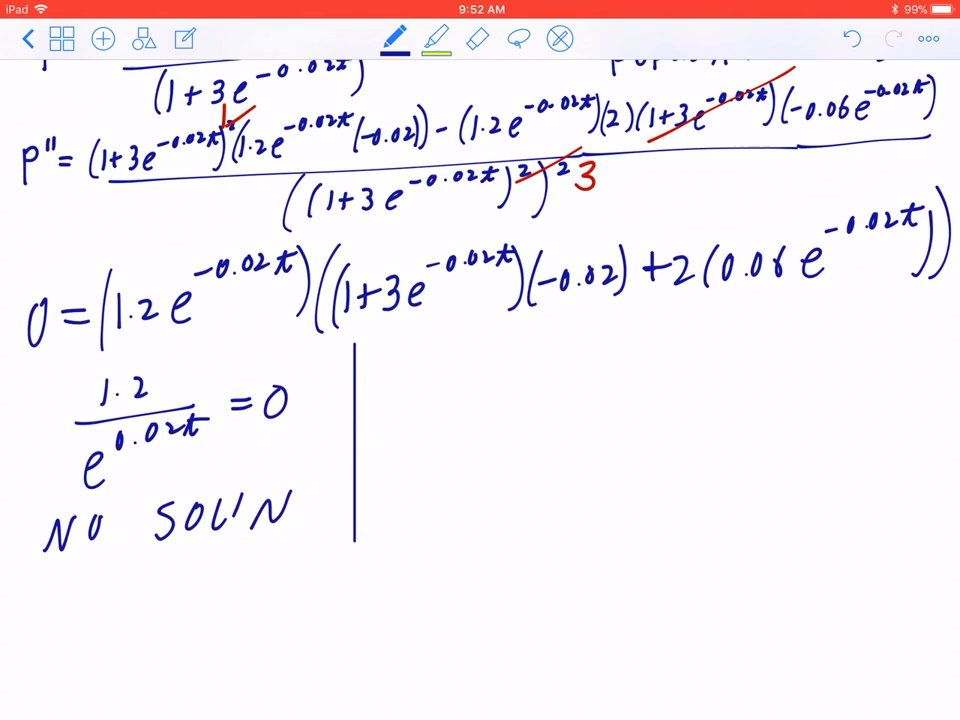 iPad 9:52 AM 99%
(1+3e^{-0.02t})
P''= (1+3e^{-0.02t})^2 (1.2e^{-0.02t}(-0.02)) - (1.2e^{-0.02t})(2)(1+3e^{-0.02t})(-0.06e^{-0.02t})
((1+3e^{-0.02t})^2)^2 3
0=(1.2e^{-0.02t})((1+3e^{-0.02t})(-0.02)+2(0.06e^{-0.02t}))
1.2
e^{0.02t} =0
NO SOL'N